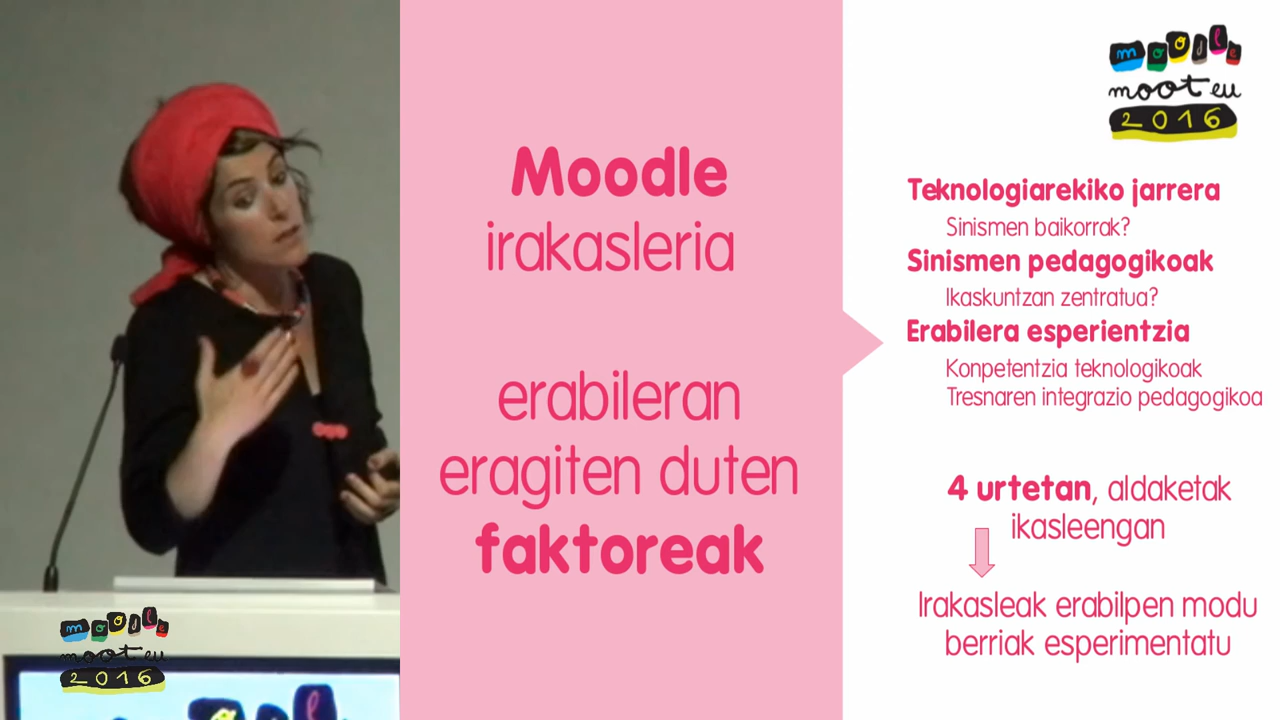 Moodle
irakasleria
erabileran
eragiten duten
faktoreak
moodle
moot eu
2016
Teknologiarekiko jarrera
Sinismen baikorrak?
Sinismen pedagogikoak
Ikaskuntzan zentratua?
Erabilera esperientzia
Konpetentzia teknologikoak
Tresnaren integrazio pedagogikoa
4 urtetan, aldaketak
ikasleengan
Irakasleak erabilpen modu
berriak esperimentatu
moodle
moot eu
2016